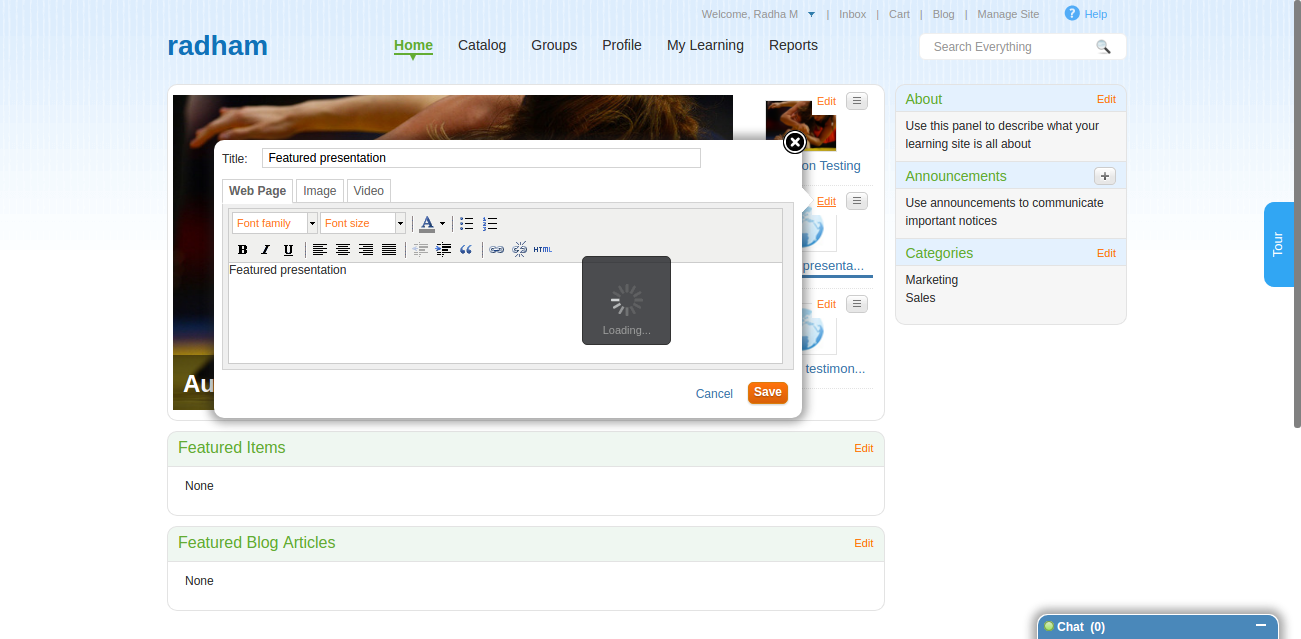 Welcome, Radha M | Inbox | Cart | Blog | Manage Site ? Help
radham
Home Catalog Groups Profile My Learning Reports
Search Everything
Edit
on Testing
Edit
presenta...
Edit
testimon...
Au
Title: Featured presentation
Web Page Image Video
Font family Font size A
B I U HTML
Featured presentation
Loading...
Cancel Save
About Edit
Use this panel to describe what your
learning site is all about
Announcements +
Use announcements to communicate
important notices
Categories Edit
Marketing
Sales
Tour
Featured Items Edit
None
Featured Blog Articles Edit
None
Chat (0)